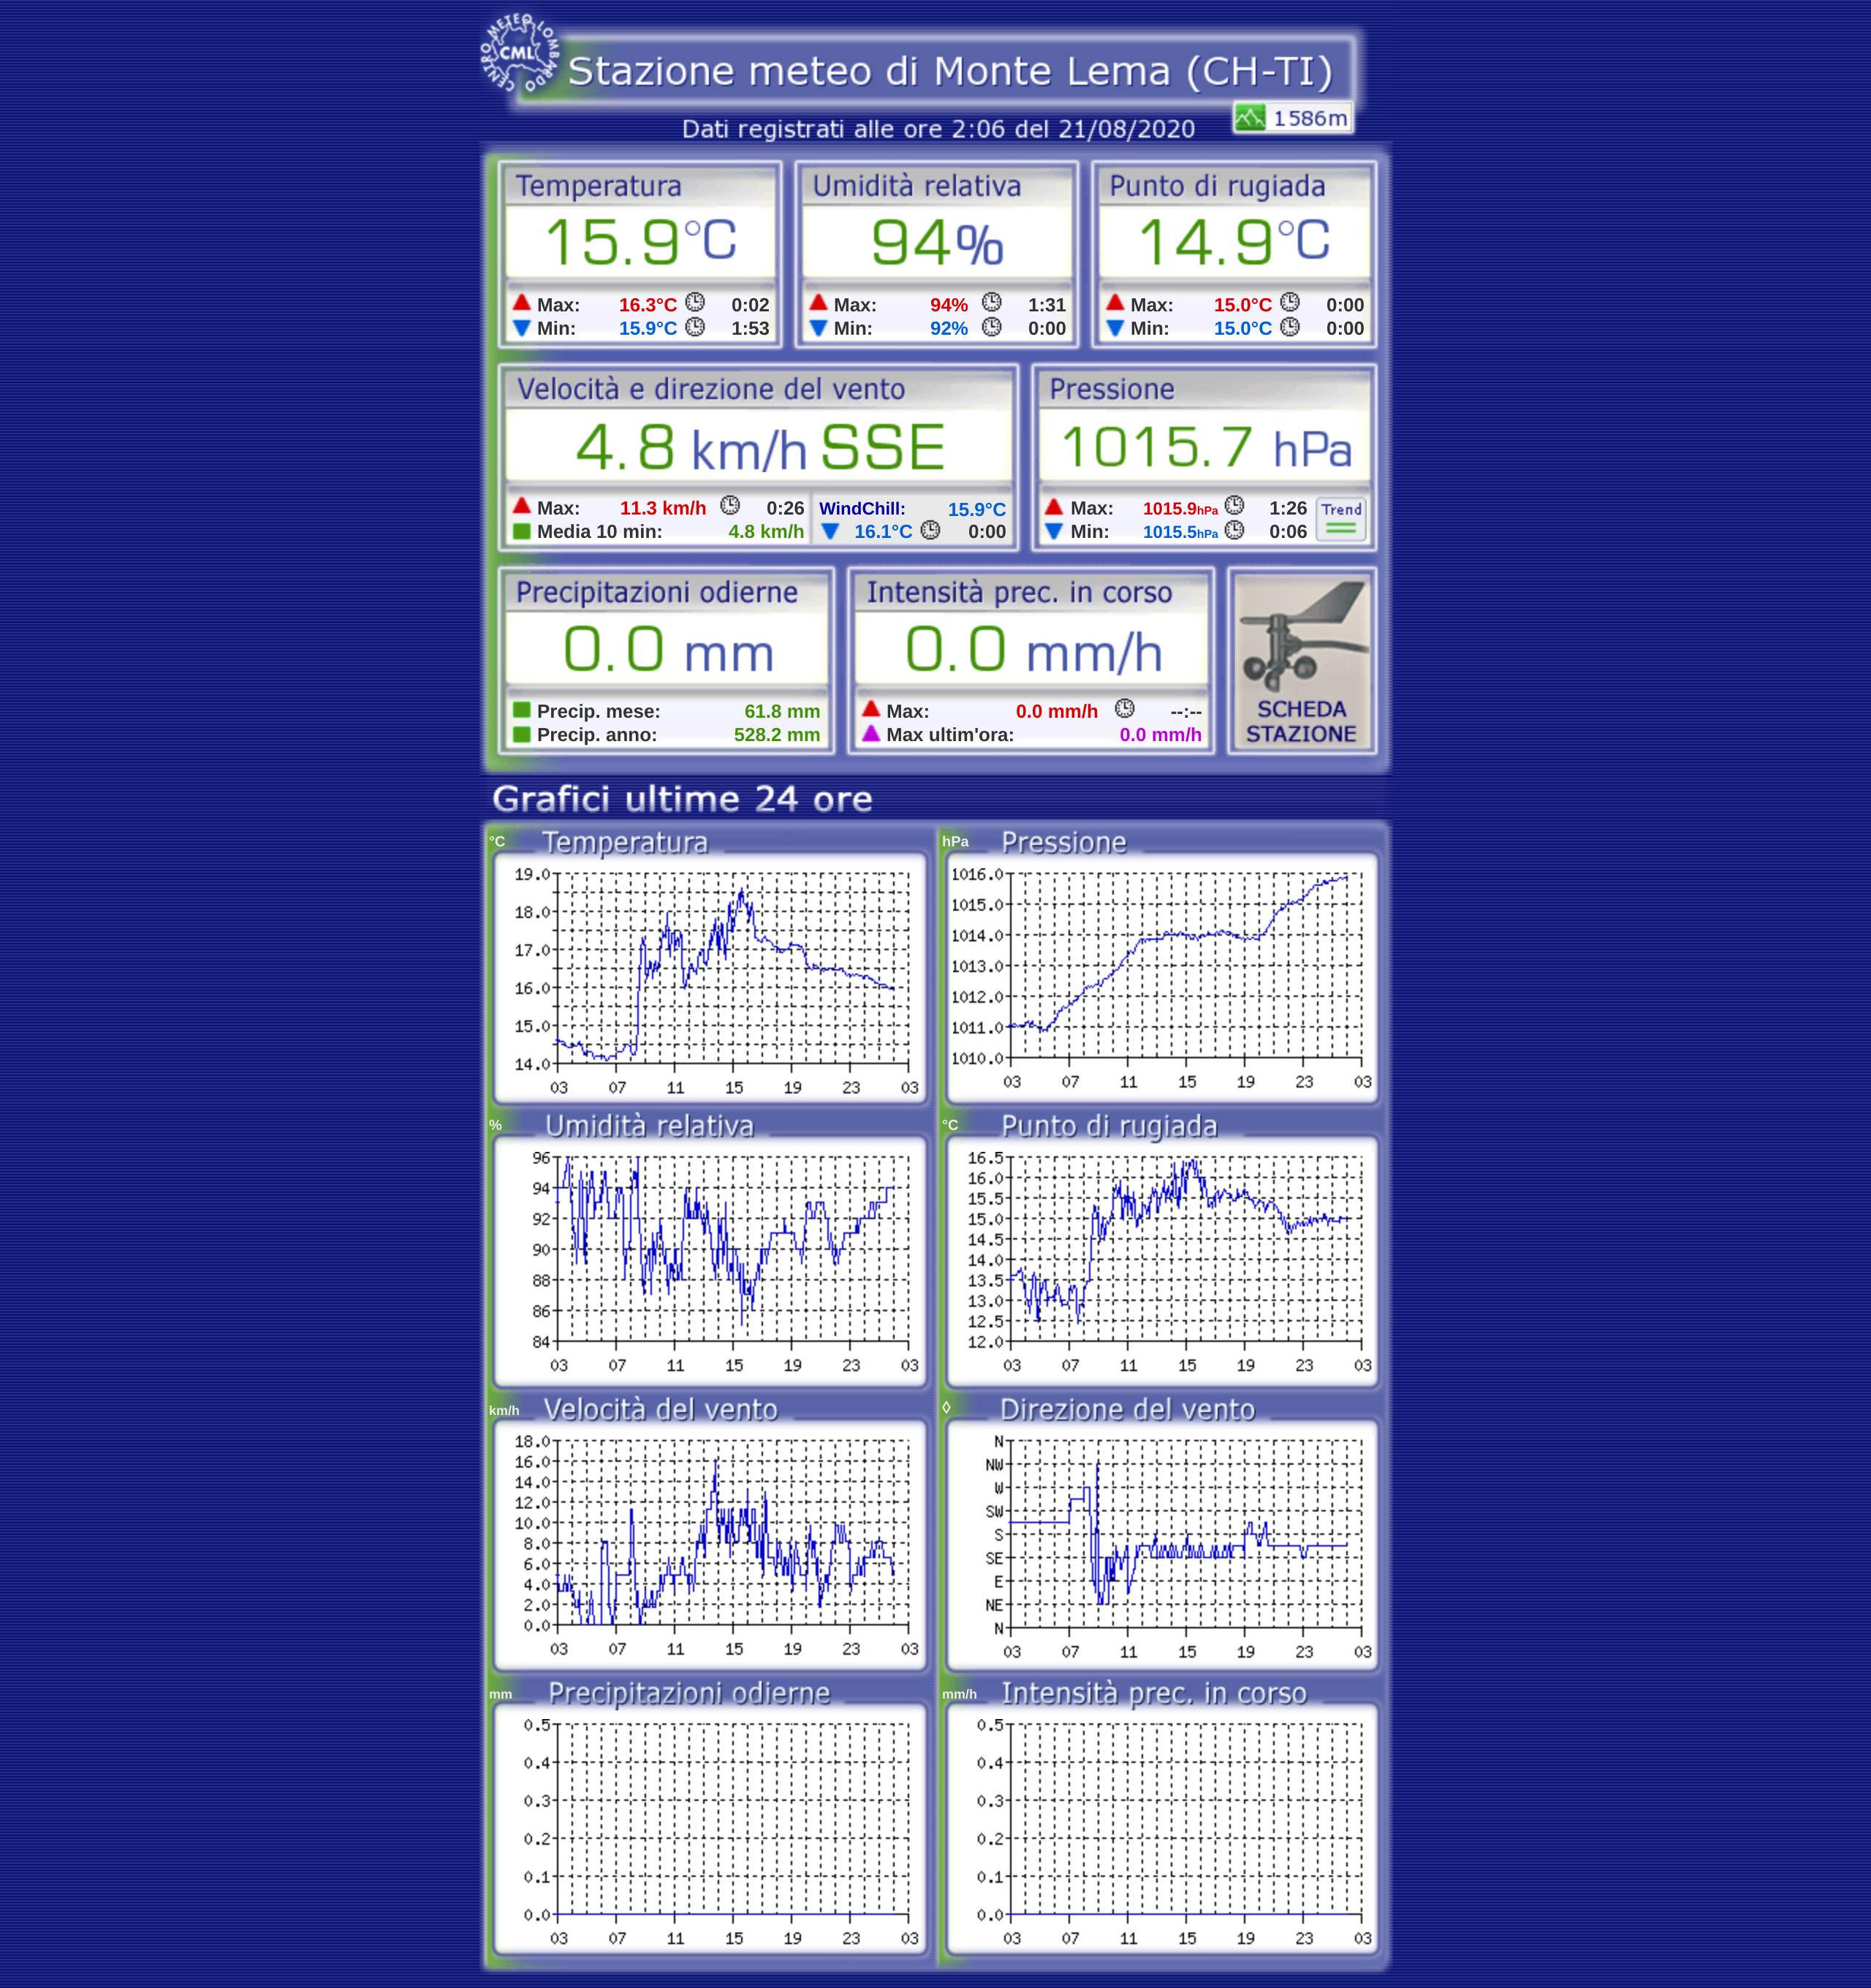 CENTRO METEO LOMBARDO
CML
Stazione meteo di Monte Lema (CH-TI)
1586m
Dati registrati alle ore 2:06 del 21/08/2020
Temperatura Umidità relativa Punto di rugiada
15.9°C 94% 14.9°C
Max: 16.3°C 0:02 Max: 94% 1:31 Max: 15.0°C 0:00
Min: 15.9°C 1:53 Min: 92% 0:00 Min: 15.0°C 0:00
Velocità e direzione del vento Pressione
4.8 km/h SSE 1015.7 hPa
Max: 11.3 km/h 0:26 WindChill: 15.9°C Max: 1015.9hPa 1:26 Trend
Media 10 min: 4.8 km/h 16.1°C 0:00 Min: 1015.5hPa 0:06
Precipitazioni odierne Intensità prec. in corso
0.0 mm 0.0 mm/h
Precip. mese: 61.8 mm Max: 0.0 mm/h --:-- SCHEDA
Precip. anno: 528.2 mm Max ultim'ora: 0.0 mm/h STAZIONE
Grafici ultime 24 ore
°C Temperatura
19.0
18.0
17.0
16.0
15.0
14.0
03 07 11 15 19 23 03
hPa Pressione
1016.0
1015.0
1014.0
1013.0
1012.0
1011.0
1010.0
03 07 11 15 19 23 03
% Umidità relativa
96
94
92
90
88
86
84
03 07 11 15 19 23 03
°C Punto di rugiada
16.5
16.0
15.5
15.0
14.5
14.0
13.5
13.0
12.5
12.0
03 07 11 15 19 23 03
km/h Velocità del vento
18.0
16.0
14.0
12.0
10.0
8.0
6.0
4.0
2.0
0.0
03 07 11 15 19 23 03
◊ Direzione del vento
N
NW
W
SW
S
SE
E
NE
N
03 07 11 15 19 23 03
mm Precipitazioni odierne
0.5
0.4
0.3
0.2
0.1
0.0
03 07 11 15 19 23 03
mm/h Intensità prec. in corso
0.5
0.4
0.3
0.2
0.1
0.0
03 07 11 15 19 23 03